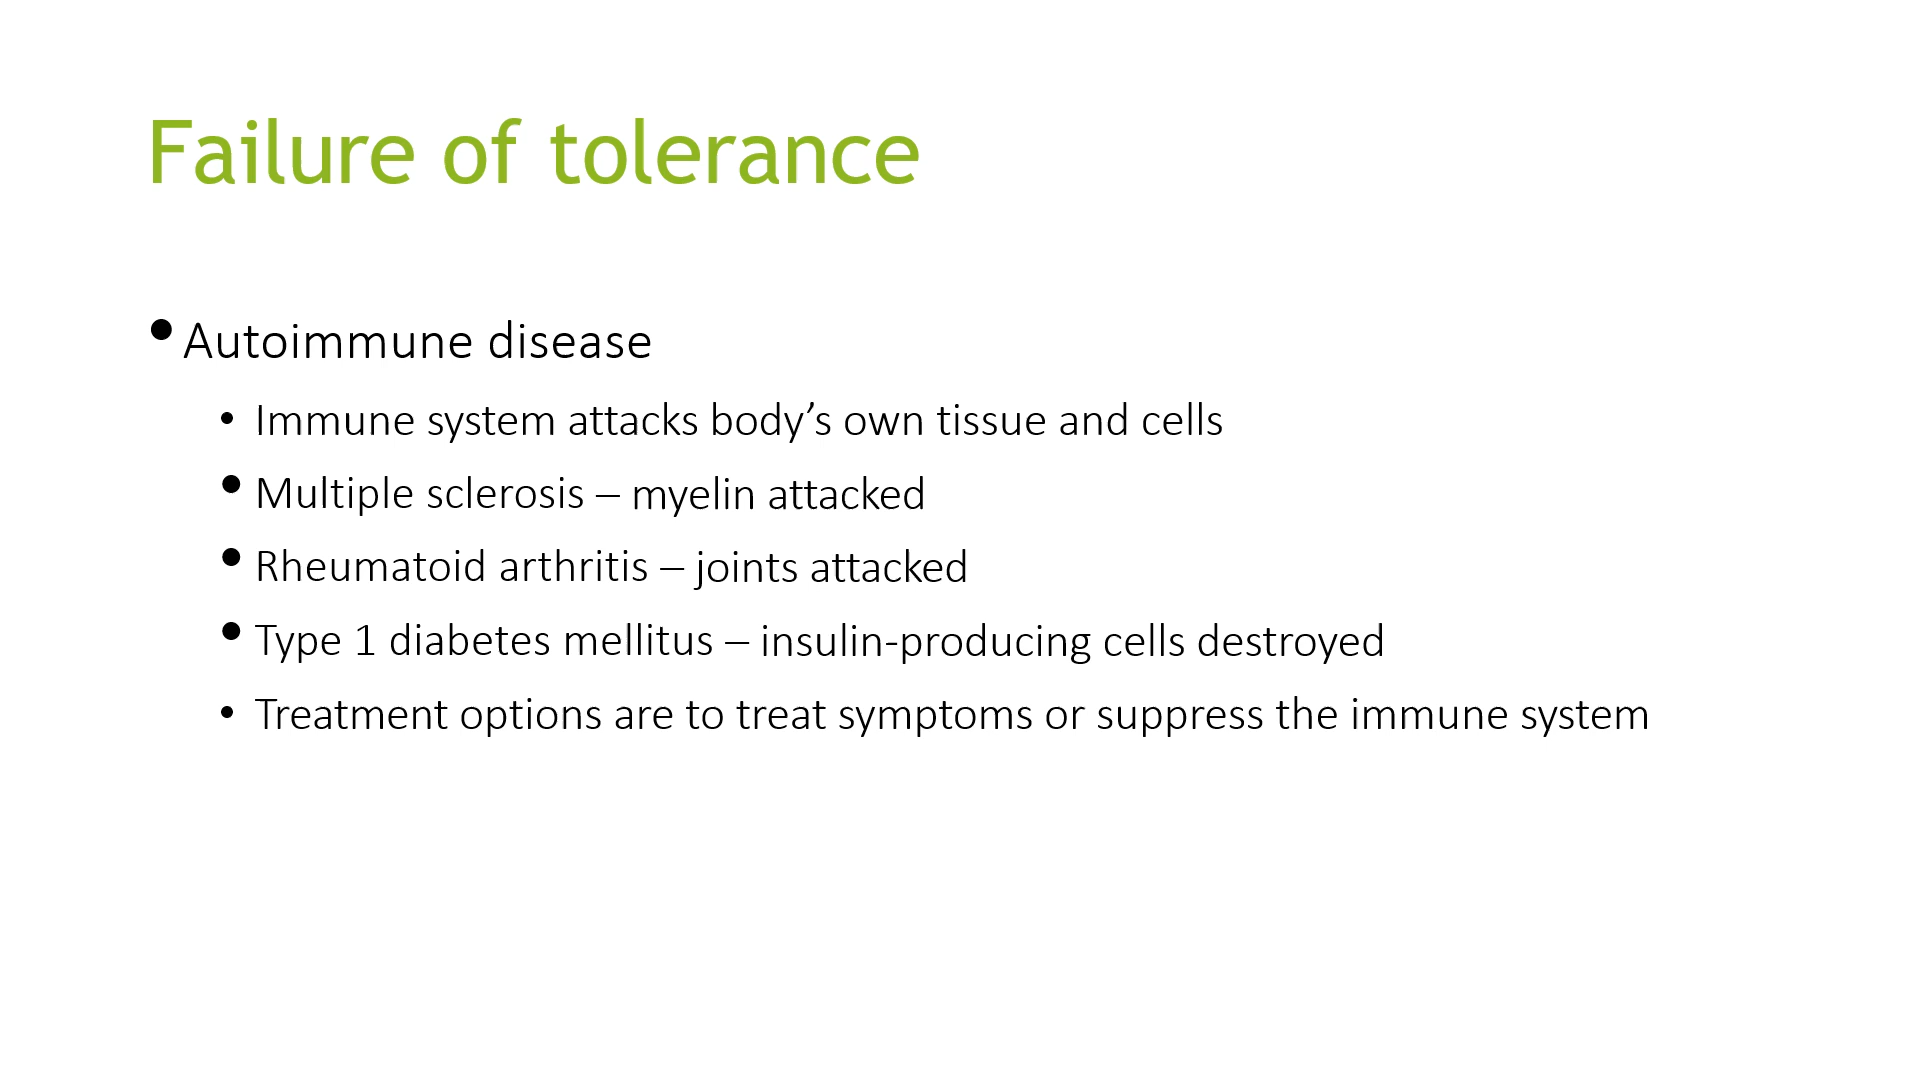 Failure of tolerance
• Autoimmune disease
• Immune system attacks body’s own tissue and cells
• Multiple sclerosis – myelin attacked
• Rheumatoid arthritis – joints attacked
• Type 1 diabetes mellitus – insulin-producing cells destroyed
• Treatment options are to treat symptoms or suppress the immune system